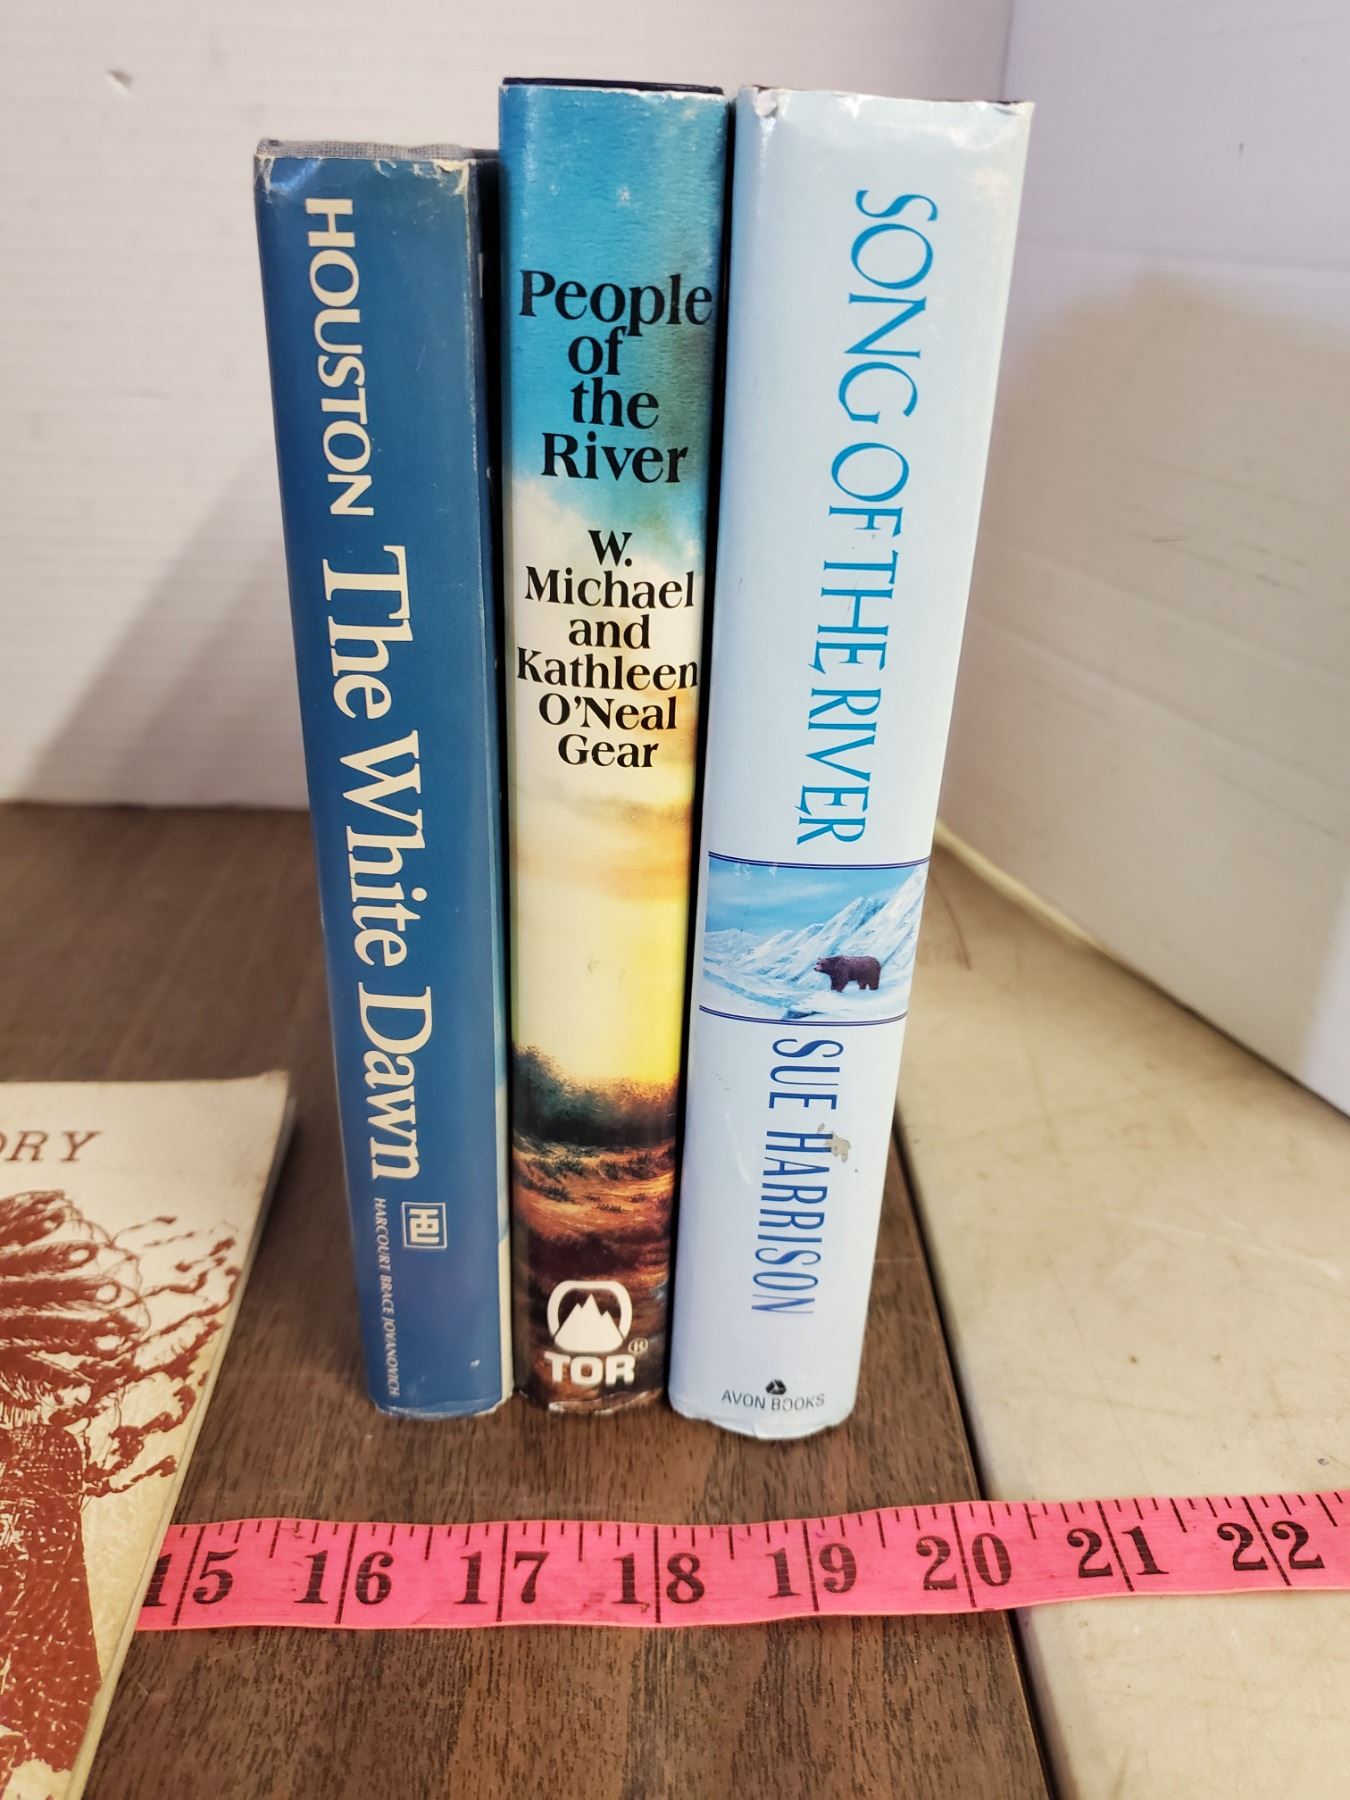 HOUSTON The White Dawn
HBJ
HARCOURT BRACE JOVANOVICH
People
of
the
River
W.
Michael
and
Kathleen
O'Neal
Gear
TOR®
SONG OF THE RIVER
SUE HARRISON
AVON BOOKS
ORY
15 16 17 18 19 20 21 22